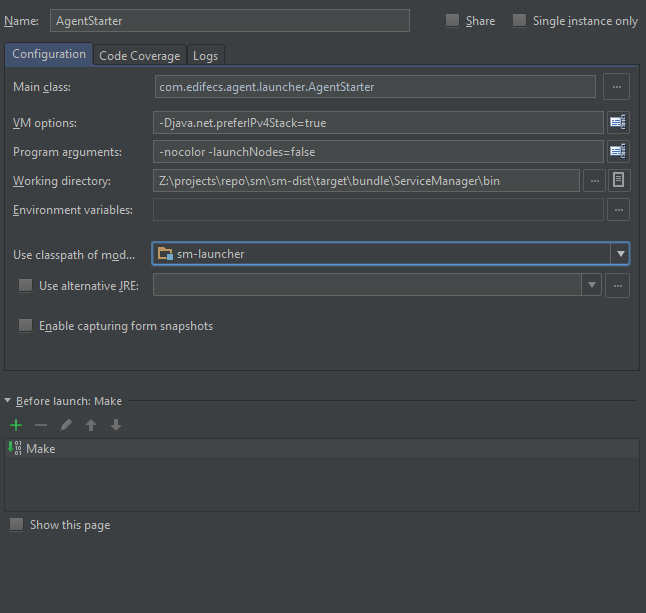 Name: AgentStarter Share Single instance only
Configuration Code Coverage Logs
Main class: com.edifecs.agent.launcher.AgentStarter ...
VM options: -Djava.net.preferIPv4Stack=true
Program arguments: -nocolor -launchNodes=false
Working directory: Z:\projects\repo\sm\sm-dist\target\bundle\ServiceManager\bin ...
Environment variables: ...
Use classpath of mod... sm-launcher
Use alternative JRE: ...
Enable capturing form snapshots
Before launch: Make
Make
Show this page